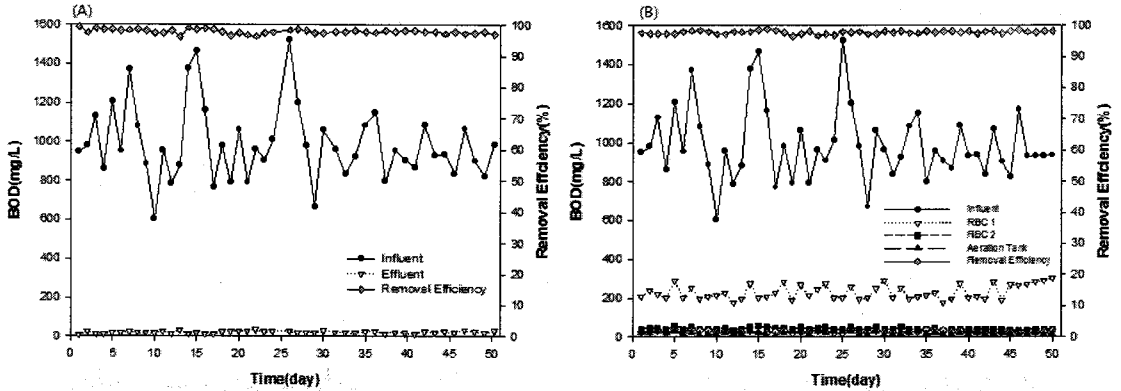 (A)
BOD(mg/L)
1600
1400
1200
1000
800
600
400
200
0
Influent
Effluent
Removal Efficiency
0 5 10 15 20 25 30 35 40 45 50
Time(day)
100
90
80
70
60
50
40
30
20
10
0
Removal Effciency(%)
(B)
BOD(mg/L)
1600
1400
1200
1000
800
600
400
200
0
Influent
RBC 1
RBC 2
Aeration Tank
Removal Efficiency
0 5 10 15 20 25 30 35 40 45 50
Time(day)
100
90
80
70
60
50
40
30
20
10
0
Removal Effciency(%)